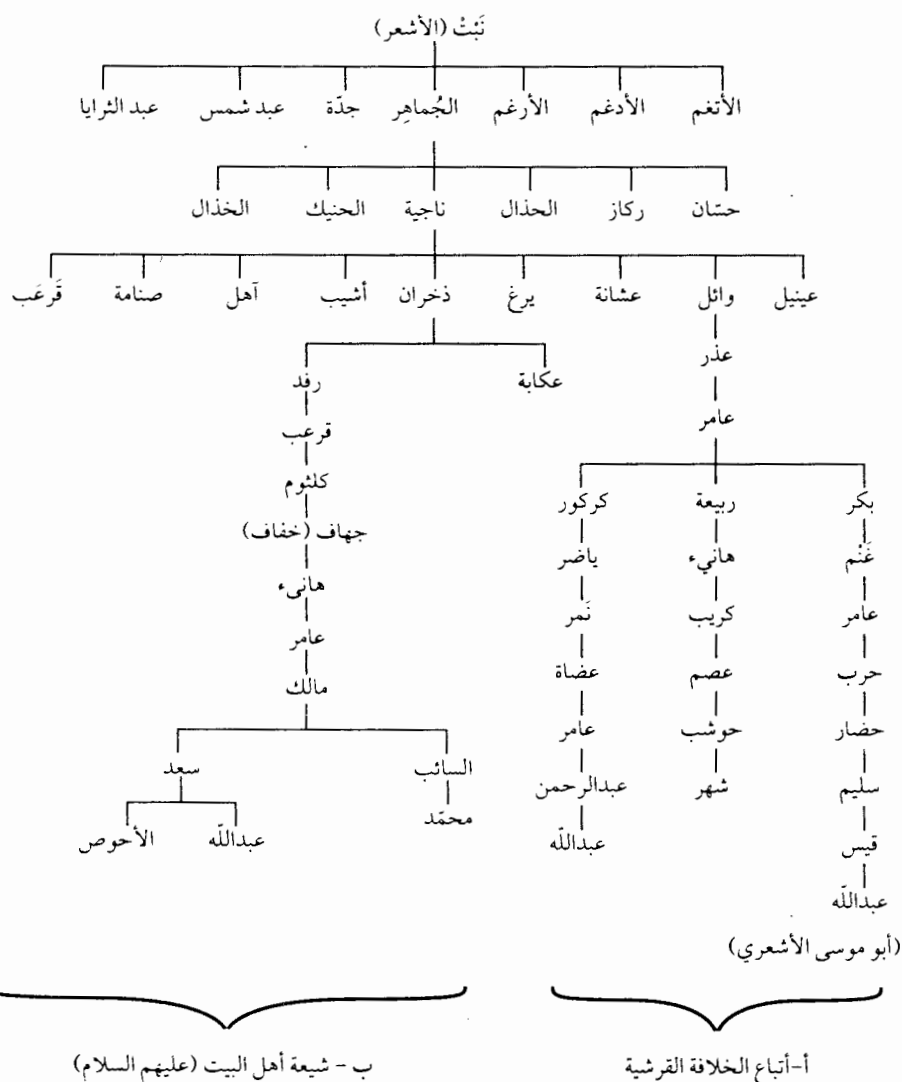 نَبْتْ (الأشعر)
الأتغم الأدغم الأرغم الجُماهِر جدّة عبد شمس عبد الثرايا
حسّان ركاز الحذال ناجية الحنيك الخذال
عينيل وائل عشانة يرغ ذخران أشيب آهل صنامة قَرعَب
عذر
عكابة رفد
عامر
قرعب
كلثوم
بكر ربيعة كركور
جهاف (خفاف)
غَنْم هانيء ياضر
هانىء
عامر كريب نَمر
عامر
حرب عصم عضاة
مالك
حضار حوشب عامر
السائب سعد
سليم شهر عبدالرحمن
محمّد
قيس عبداللّه عبداللّه الأحوص
عبداللّه
(أبو موسى الأشعري)
أ-أتباع الخلافة القرشية ب - شيعة أهل البيت (عليهم السلام)